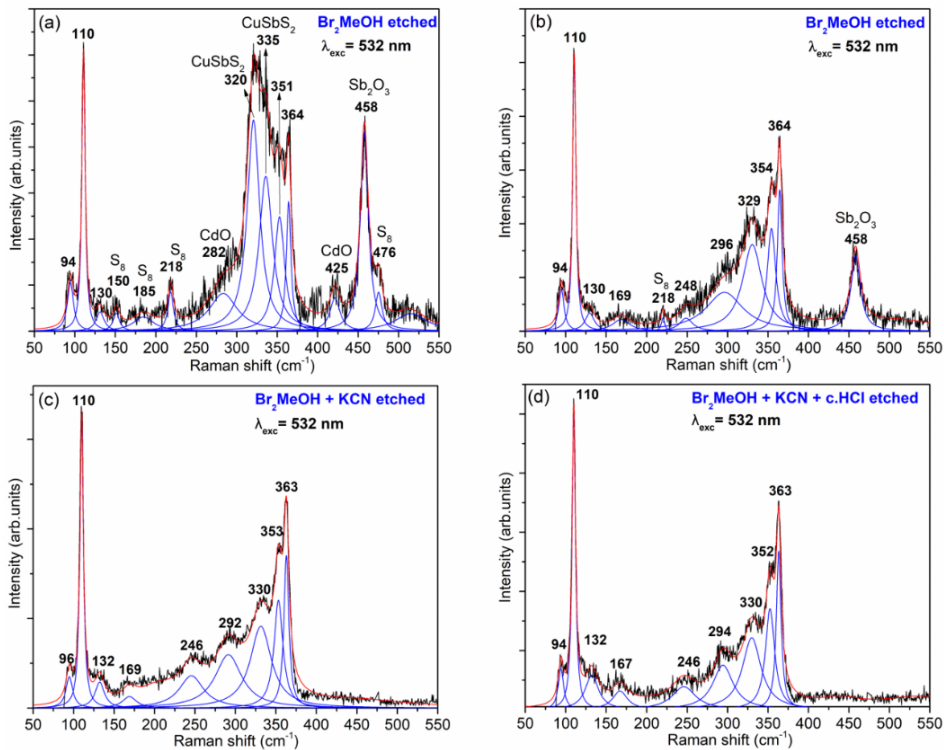 (a) Br₂MeOH etched
λexc= 532 nm
CuSbS₂
335
CuSbS₂
320
351
364
110
Sb₂O₃
458
94
130
S₈
150
S₈
185
S₈
218
CdO
282
CdO
425
S₈
476
Intensity (arb.units)
50 100 150 200 250 300 350 400 450 500 550
Raman shift (cm⁻¹)
(b) Br₂MeOH etched
λexc= 532 nm
110
364
354
329
296
Sb₂O₃
458
94
130
169
S₈
218
248
Intensity (arb.units)
50 100 150 200 250 300 350 400 450 500 550
Raman shift (cm⁻¹)
(c) Br₂MeOH + KCN etched
λexc= 532 nm
110
363
353
330
292
246
96
132
169
Intensity (arb.units)
50 100 150 200 250 300 350 400 450 500 550
Raman shift (cm⁻¹)
(d) Br₂MeOH + KCN + c.HCl etched
λexc= 532 nm
110
363
352
330
294
246
94
132
167
Intensity (arb.units)
50 100 150 200 250 300 350 400 450 500 550
Raman shift (cm⁻¹)